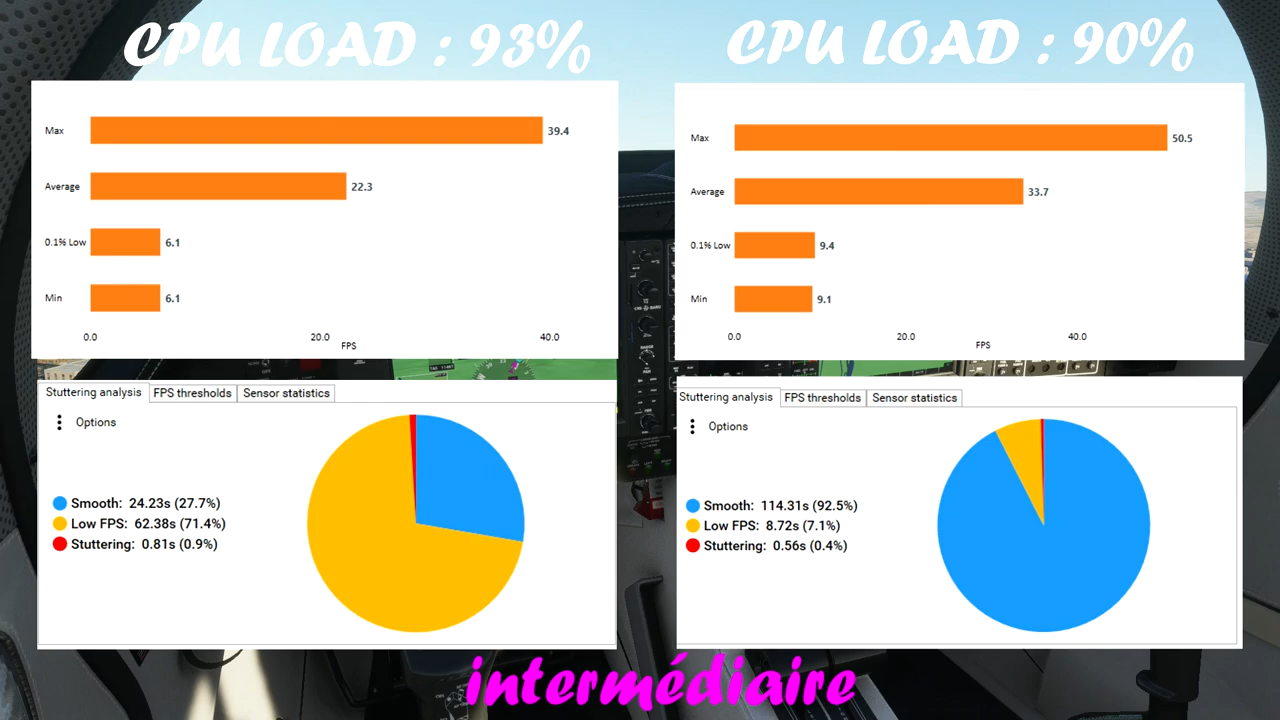 CPU LOAD : 93%
Max 39.4
Average 22.3
0.1% Low 6.1
Min 6.1
0.0 20.0 40.0
FPS
Stuttering analysis FPS thresholds Sensor statistics
Options
Smooth: 24.23s (27.7%)
Low FPS: 62.38s (71.4%)
Stuttering: 0.81s (0.9%)
CPU LOAD : 90%
Max 50.5
Average 33.7
0.1% Low 9.4
Min 9.1
0.0 20.0 40.0
FPS
Stuttering analysis FPS thresholds Sensor statistics
Options
Smooth: 114.31s (92.5%)
Low FPS: 8.72s (7.1%)
Stuttering: 0.56s (0.4%)
intermédiaire